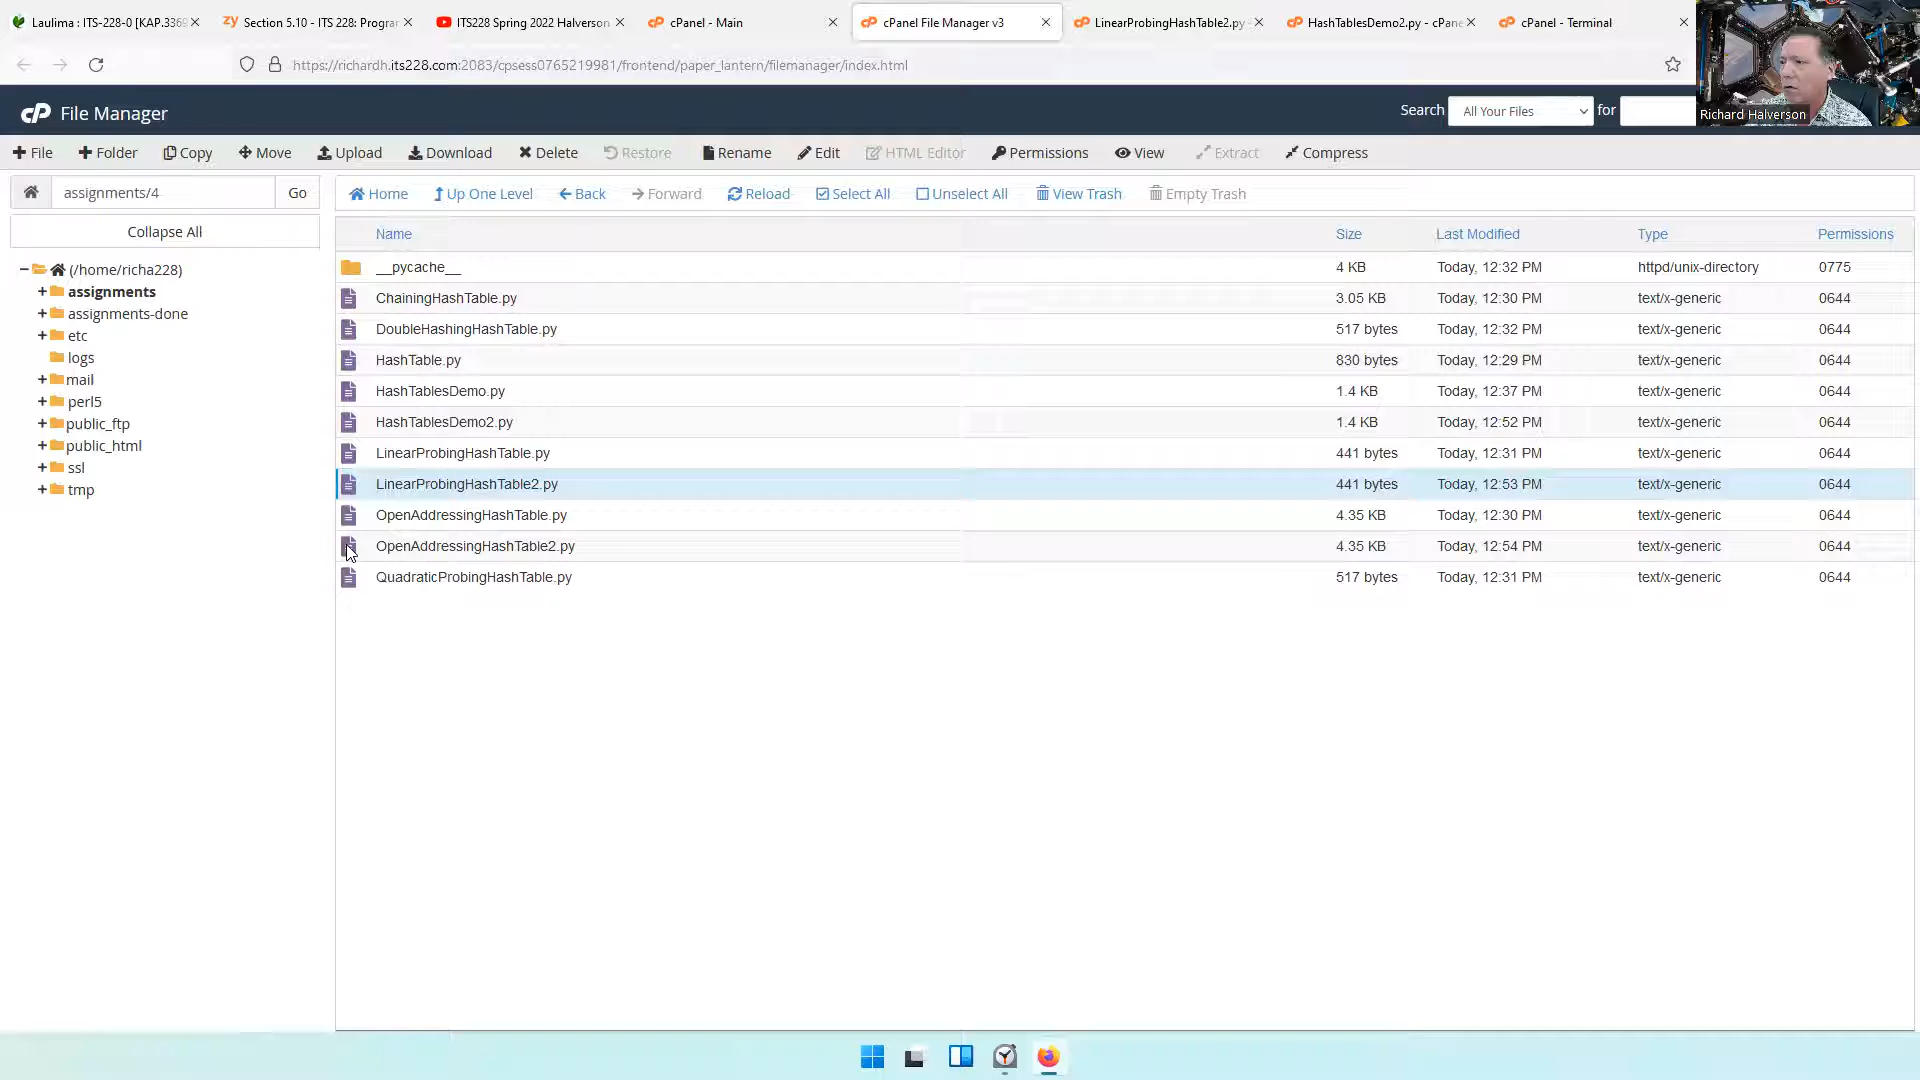 Laulima : ITS-228-0 [KAP.3369
Section 5.10 - ITS 228: Progra
ITS228 Spring 2022 Halverson
cPanel - Main
cPanel File Manager v3
LinearProbingHashTable2.py -
HashTablesDemo2.py - cPane
cPanel - Terminal
https://richardh.its228.com:2083/cpsess0765219981/frontend/paper_lantern/filemanager/index.html
Richard Halverson
cP File Manager
Search All Your Files for
File Folder Copy Move Upload Download Delete Restore Rename Edit HTML Editor Permissions View Extract Compress
assignments/4 Go
Home Up One Level Back Forward Reload Select All Unselect All View Trash Empty Trash
Collapse All
(/home/richa228)
assignments
assignments-done
etc
logs
mail
perl5
public_ftp
public_html
ssl
tmp
Name Size Last Modified Type Permissions
__pycache__ 4 KB Today, 12:32 PM httpd/unix-directory 0775
ChainingHashTable.py 3.05 KB Today, 12:30 PM text/x-generic 0644
DoubleHashingHashTable.py 517 bytes Today, 12:32 PM text/x-generic 0644
HashTable.py 830 bytes Today, 12:29 PM text/x-generic 0644
HashTablesDemo.py 1.4 KB Today, 12:37 PM text/x-generic 0644
HashTablesDemo2.py 1.4 KB Today, 12:52 PM text/x-generic 0644
LinearProbingHashTable.py 441 bytes Today, 12:31 PM text/x-generic 0644
LinearProbingHashTable2.py 441 bytes Today, 12:53 PM text/x-generic 0644
OpenAddressingHashTable.py 4.35 KB Today, 12:30 PM text/x-generic 0644
OpenAddressingHashTable2.py 4.35 KB Today, 12:54 PM text/x-generic 0644
QuadraticProbingHashTable.py 517 bytes Today, 12:31 PM text/x-generic 0644